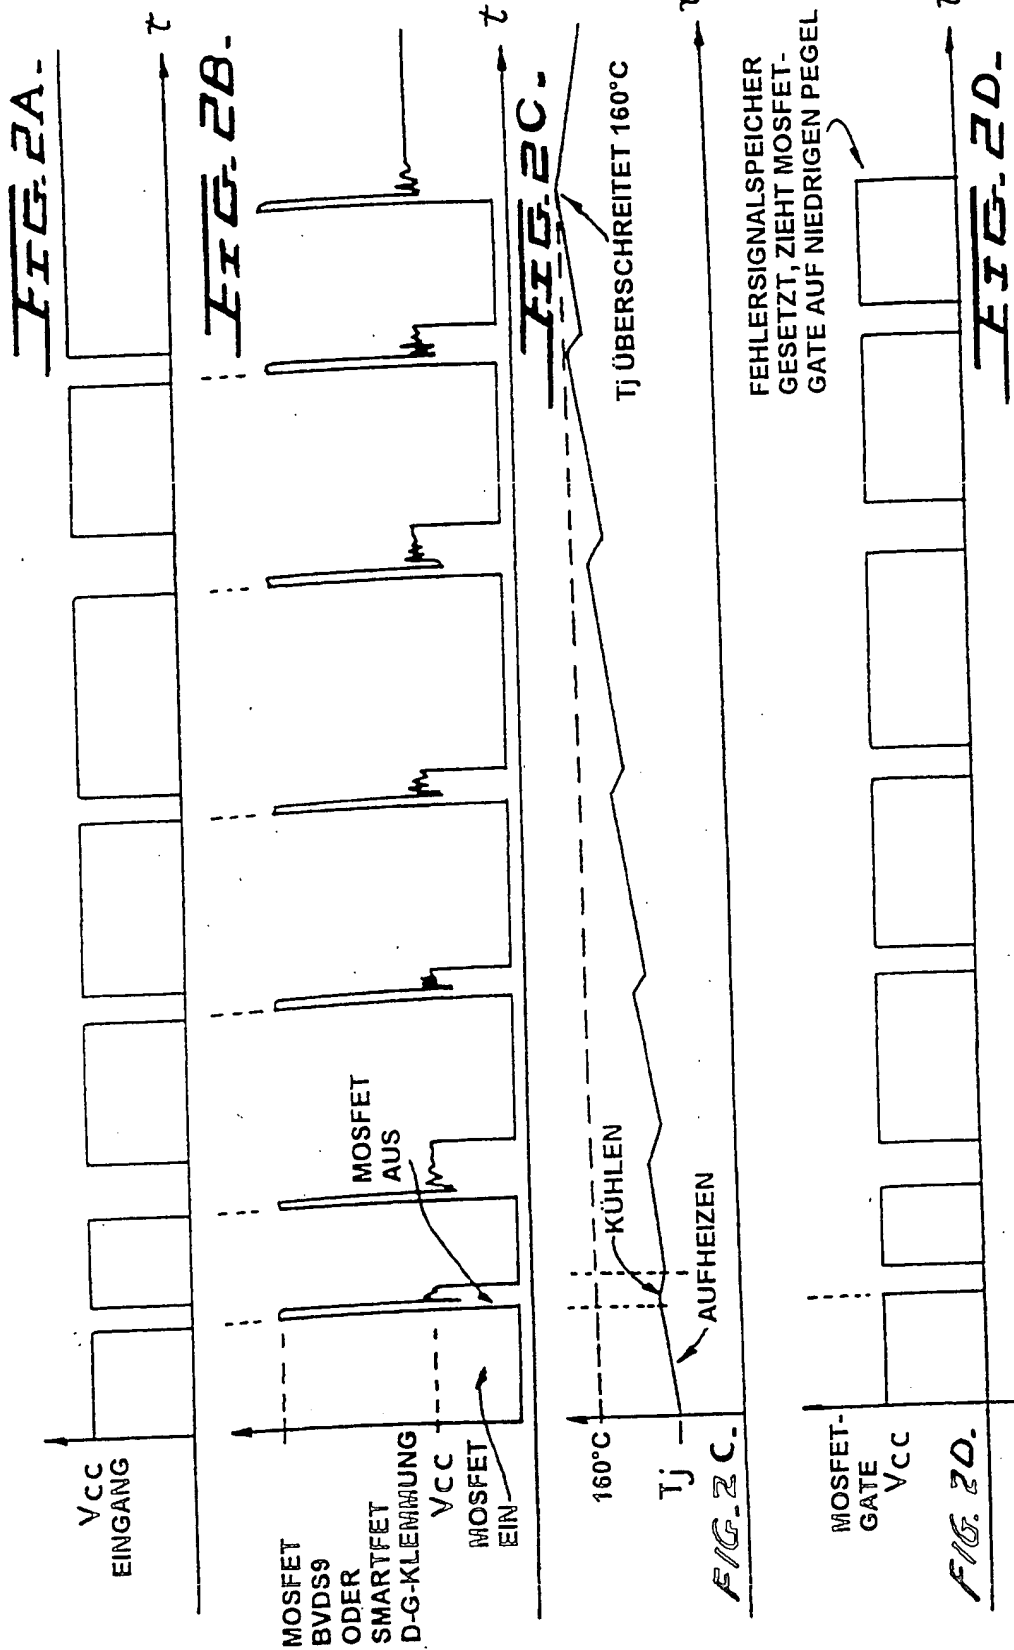 FIG. 2A.
VCC
EINGANG
t
FIG. 2B.
MOSFET
BVDS9
ODER
SMARTFET
D-G-KLEMMUNG
VCC
MOSFET
EIN
MOSFET
AUS
t
FIG. 2C.
160°C
Tj
KÜHLEN
AUFHEIZEN
Tj ÜBERSCHREITET 160°C
t
FIG. 2 C.
FEHLERSIGNALSPEICHER
GESETZT, ZIEHT MOSFET-
GATE AUF NIEDRIGEN PEGEL
MOSFET-
GATE
VCC
t
FIG. 2D.
FIG. 2D.